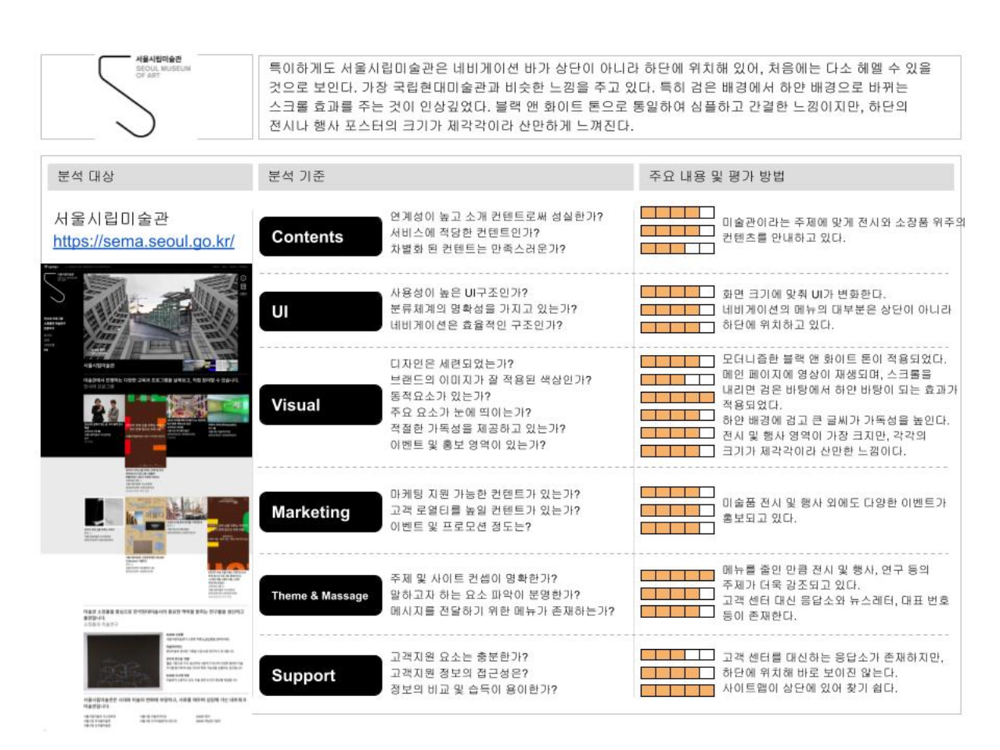 서울시립미술관
SEOUL MUSEUM
OF ART
특이하게도 서울시립미술관은 네비게이션 바가 상단이 아니라 하단에 위치해 있어, 처음에는 다소 헤멜 수 있을
것으로 보인다. 가장 국립현대미술관과 비슷한 느낌을 주고 있다. 특히 검은 배경에서 하얀 배경으로 바뀌는
스크롤 효과를 주는 것이 인상깊었다. 블랙 앤 화이트 톤으로 통일하여 심플하고 간결한 느낌이지만, 하단의
전시나 행사 포스터의 크기가 제각각이라 산만하게 느껴진다.
분석 대상
분석 기준
주요 내용 및 평가 방법
서울시립미술관
https://sema.seoul.go.kr/
Contents
연계성이 높고 소개 컨텐트로써 성실한가?
서비스에 적당한 컨텐트인가?
차별화 된 컨텐트는 만족스러운가?
미술관이라는 주제에 맞게 전시와 소장품 위주의
컨텐츠를 안내하고 있다.
UI
사용성이 높은 UI구조인가?
분류체계의 명확성을 가지고 있는가?
네비게이션은 효율적인 구조인가?
화면 크기에 맞춰 UI가 변화한다.
네비게이션의 메뉴의 대부분은 상단이 아니라
하단에 위치하고 있다.
Visual
디자인은 세련되었는가?
브랜드의 이미지가 잘 적용된 색상인가?
동적요소가 있는가?
주요 요소가 눈에 띄이는가?
적절한 가독성을 제공하고 있는가?
이벤트 및 홍보 영역이 있는가?
모더니즘한 블랙 앤 화이트 톤이 적용되었다.
메인 페이지에 영상이 재생되며, 스크롤을
내리면 검은 바탕에서 하얀 바탕이 되는 효과가
적용되었다.
하얀 배경에 검고 큰 글씨가 가독성을 높인다.
전시 및 행사 영역이 가장 크지만, 각각의
크기가 제각각이라 산만한 느낌이다.
Marketing
마케팅 지원 가능한 컨텐트가 있는가?
고객 로열티를 높일 컨텐트가 있는가?
이벤트 및 프로모션 정도는?
미술품 전시 및 행사 외에도 다양한 이벤트가
홍보되고 있다.
Theme & Massage
주제 및 사이트 컨셉이 명확한가?
말하고자 하는 요소 파악이 분명한가?
메시지를 전달하기 위한 메뉴가 존재하는가?
메뉴를 줄인 만큼 전시 및 행사, 연구 등의
주제가 더욱 강조되고 있다.
고객 센터 대신 응답소와 뉴스레터, 대표 번호
등이 존재한다.
Support
고객지원 요소는 충분한가?
고객지원 정보의 접근성은?
정보의 비교 및 습득이 용이한가?
고객 센터를 대신하는 응답소가 존재하지만,
하단에 위치해 바로 보이진 않는다.
사이트맵이 상단에 있어 찾기 쉽다.
서울시립미술관